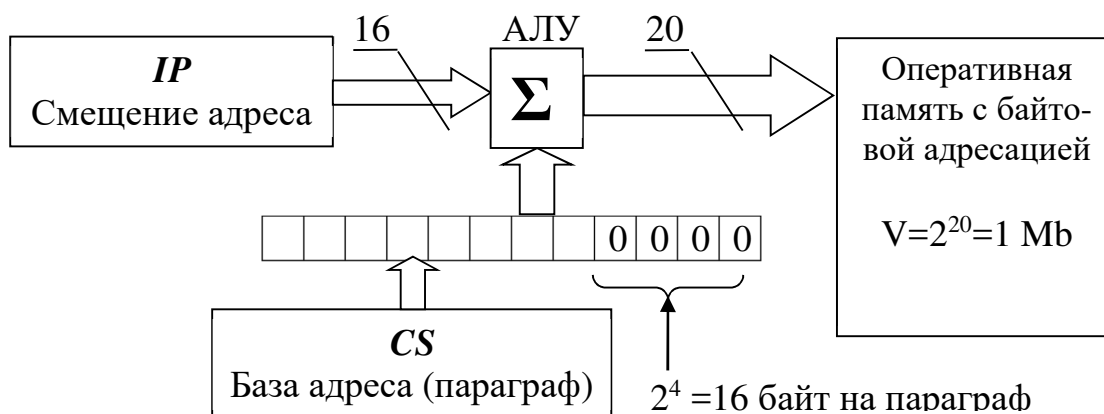 16
АЛУ
20
IP
Смещение адреса
Σ
Оперативная
память с байто-
вой адресацией
V=2²⁰=1 Mb
0 0 0 0
CS
База адреса (параграф)
2⁴ =16 байт на параграф